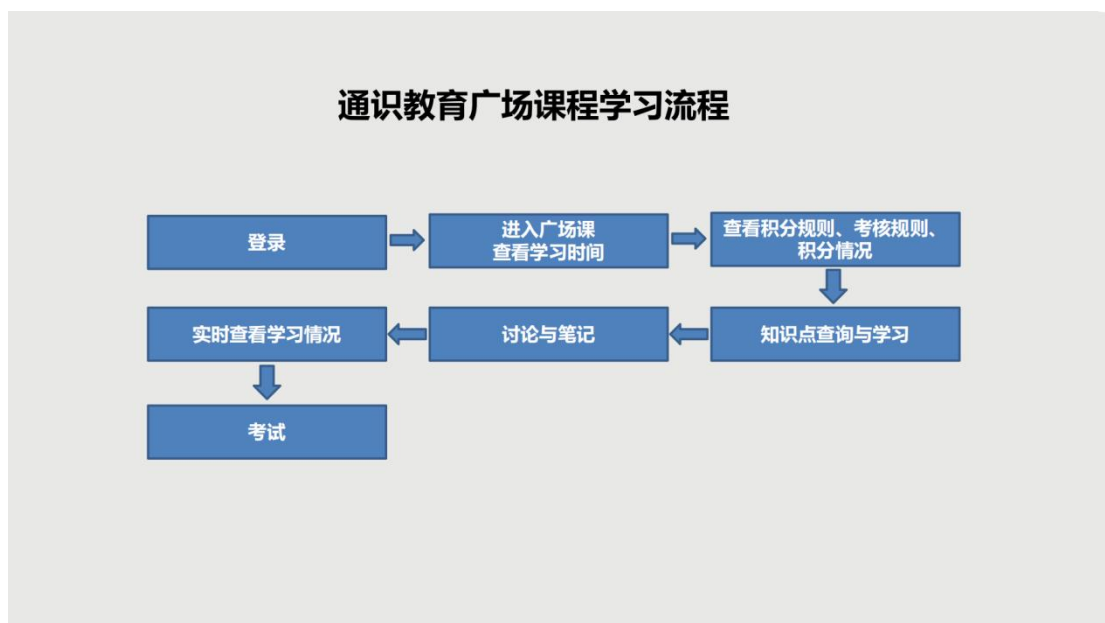 通识教育广场课程学习流程
登录
进入广场课
查看学习时间
查看积分规则、考核规则、
积分情况
知识点查询与学习
讨论与笔记
实时查看学习情况
考试